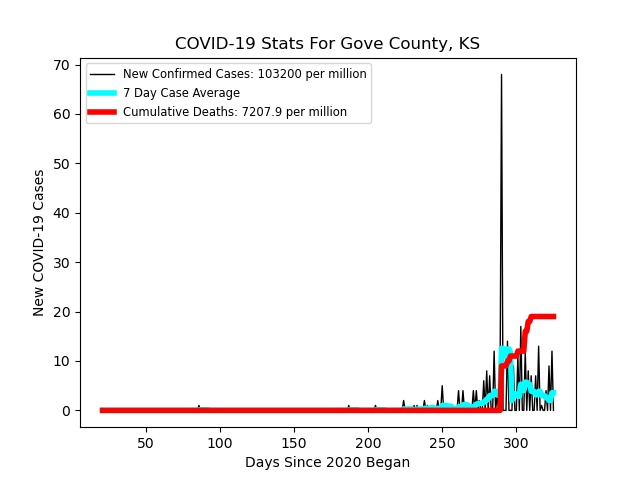 COVID-19 Stats For Gove County, KS
New Confirmed Cases: 103200 per million
7 Day Case Average
Cumulative Deaths: 7207.9 per million
New COVID-19 Cases
70
60
50
40
30
20
10
0
50 100 150 200 250 300
Days Since 2020 Began